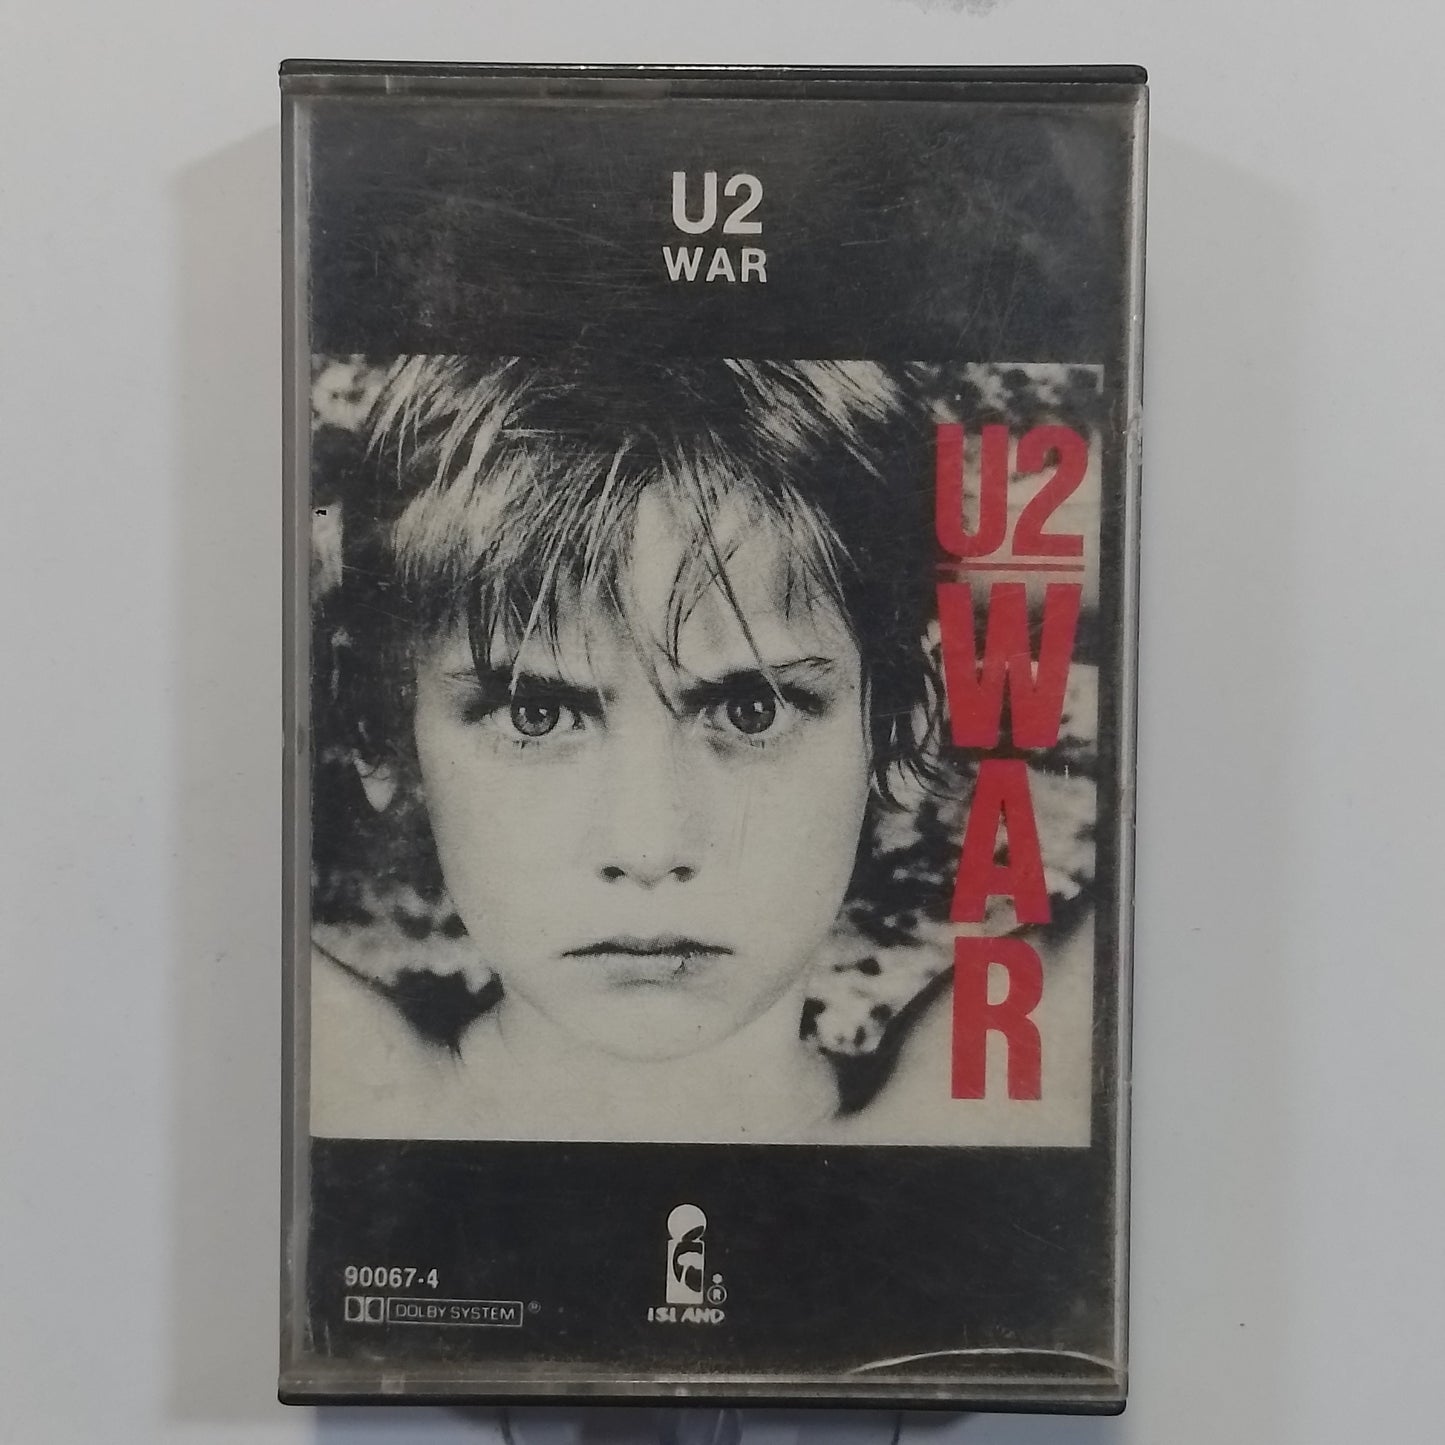 U2
WAR
U2
WAR
90067-4
DOLBY SYSTEM ®
®
ISLAND